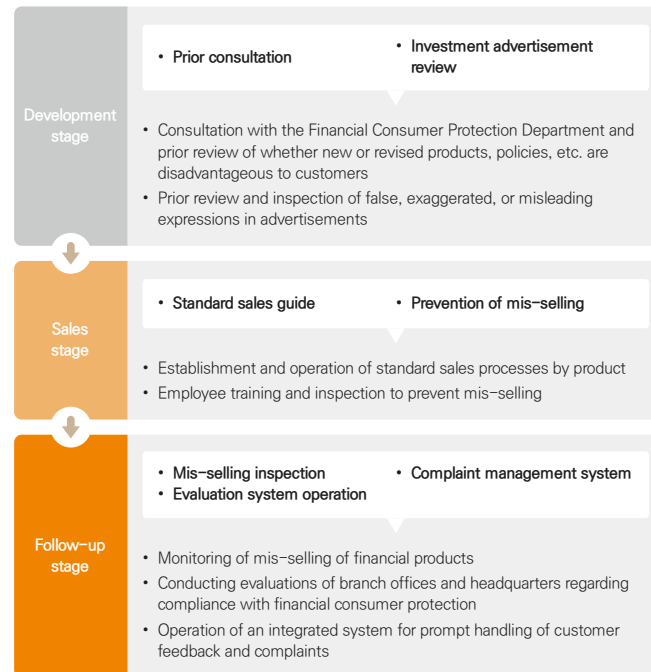 Development
stage
• Prior consultation
• Investment advertisement
review
• Consultation with the Financial Consumer Protection Department and
prior review of whether new or revised products, policies, etc. are
disadvantageous to customers
• Prior review and inspection of false, exaggerated, or misleading
expressions in advertisements
Sales
stage
• Standard sales guide
• Prevention of mis-selling
• Establishment and operation of standard sales processes by product
• Employee training and inspection to prevent mis-selling
Follow-up
stage
• Mis-selling inspection
• Evaluation system operation
• Complaint management system
• Monitoring of mis-selling of financial products
• Conducting evaluations of branch offices and headquarters regarding
compliance with financial consumer protection
• Operation of an integrated system for prompt handling of customer
feedback and complaints